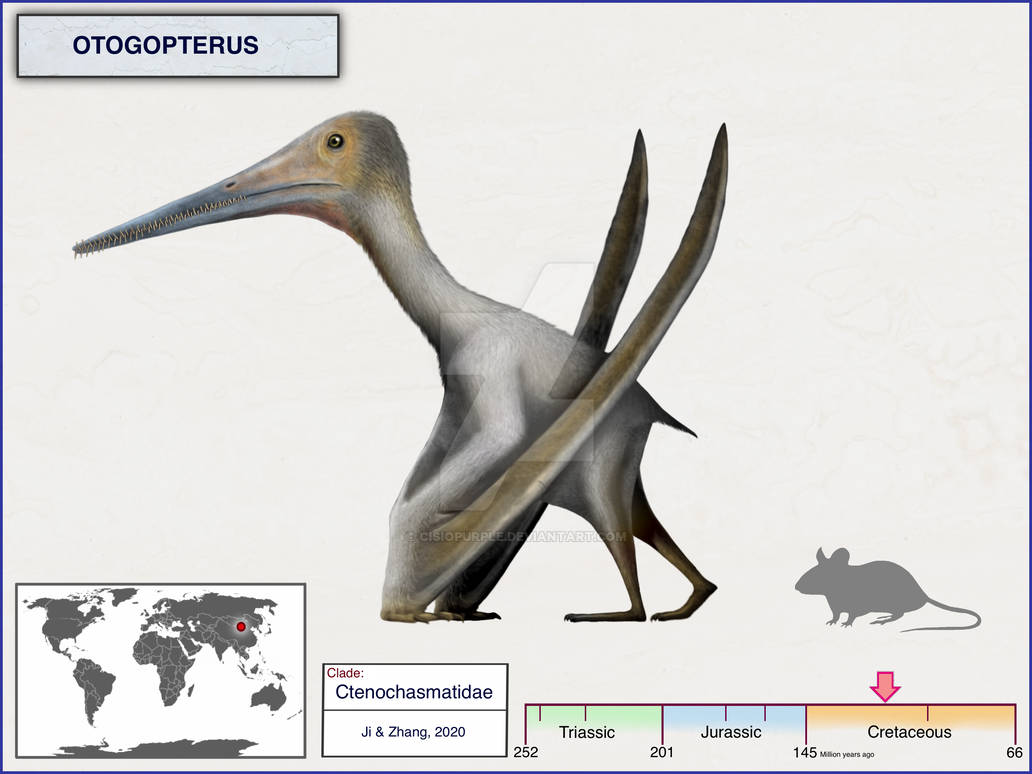 OTOGOPTERUS
© CISIOPURPLE.DEVIANTART.COM
Clade:
Ctenochasmatidae
Ji & Zhang, 2020
Triassic
Jurassic
Cretaceous
252
201
145 Million years ago
66